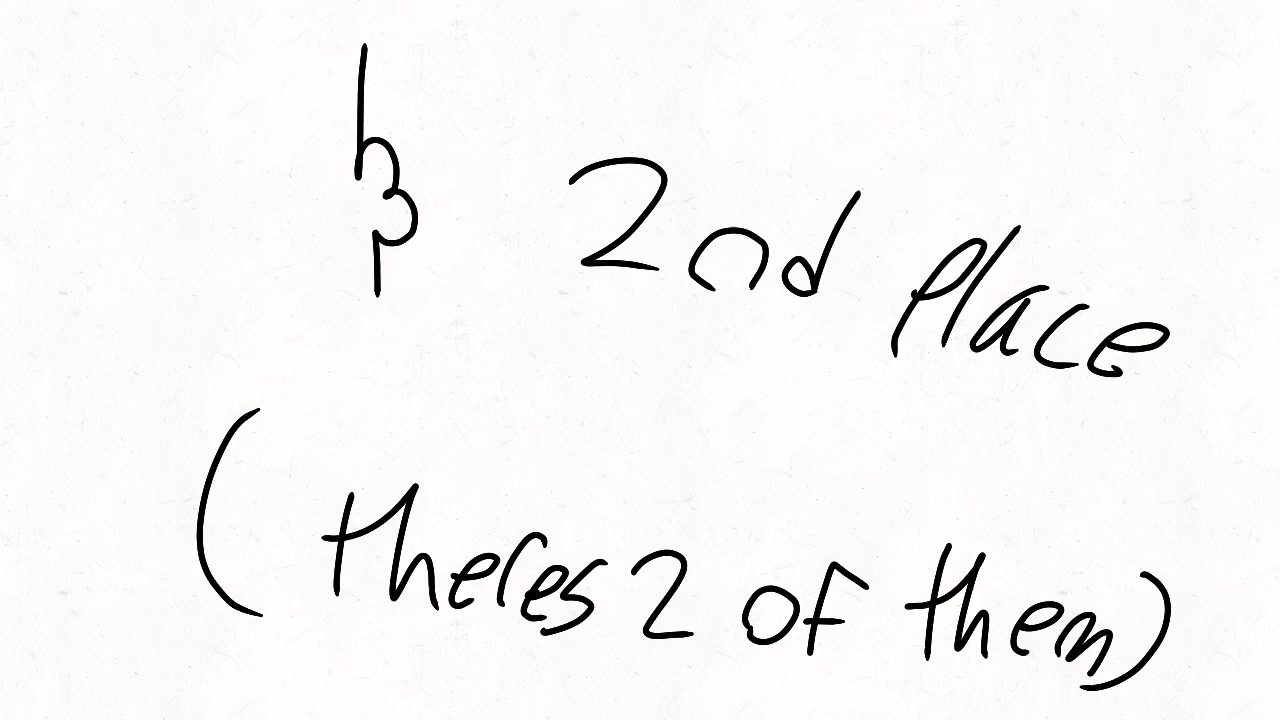 2nd place
(theres 2 of them)